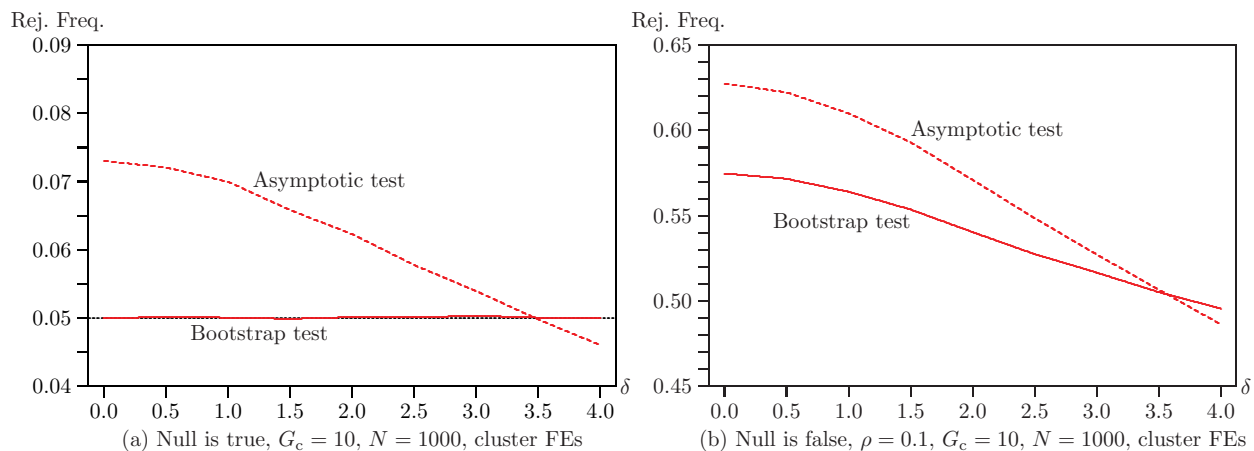 Rej. Freq.
0.09
0.08
0.07
0.06
0.05
0.04
Asymptotic test
Bootstrap test
0.0 0.5 1.0 1.5 2.0 2.5 3.0 3.5 4.0
δ
(a) Null is true, Gc = 10, N = 1000, cluster FEs
Rej. Freq.
0.65
0.60
0.55
0.50
0.45
Asymptotic test
Bootstrap test
0.0 0.5 1.0 1.5 2.0 2.5 3.0 3.5 4.0
δ
(b) Null is false, ρ = 0.1, Gc = 10, N = 1000, cluster FEs